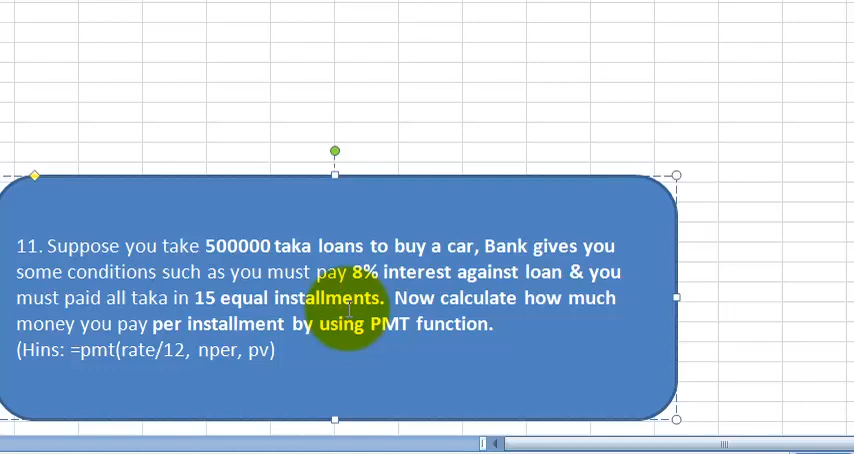 11. Suppose you take 500000 taka loans to buy a car, Bank gives you
some conditions such as you must pay 8% interest against loan & you
must paid all taka in 15 equal installments. Now calculate how much
money you pay per installment by using PMT function.
(Hins: =pmt(rate/12, nper, pv)